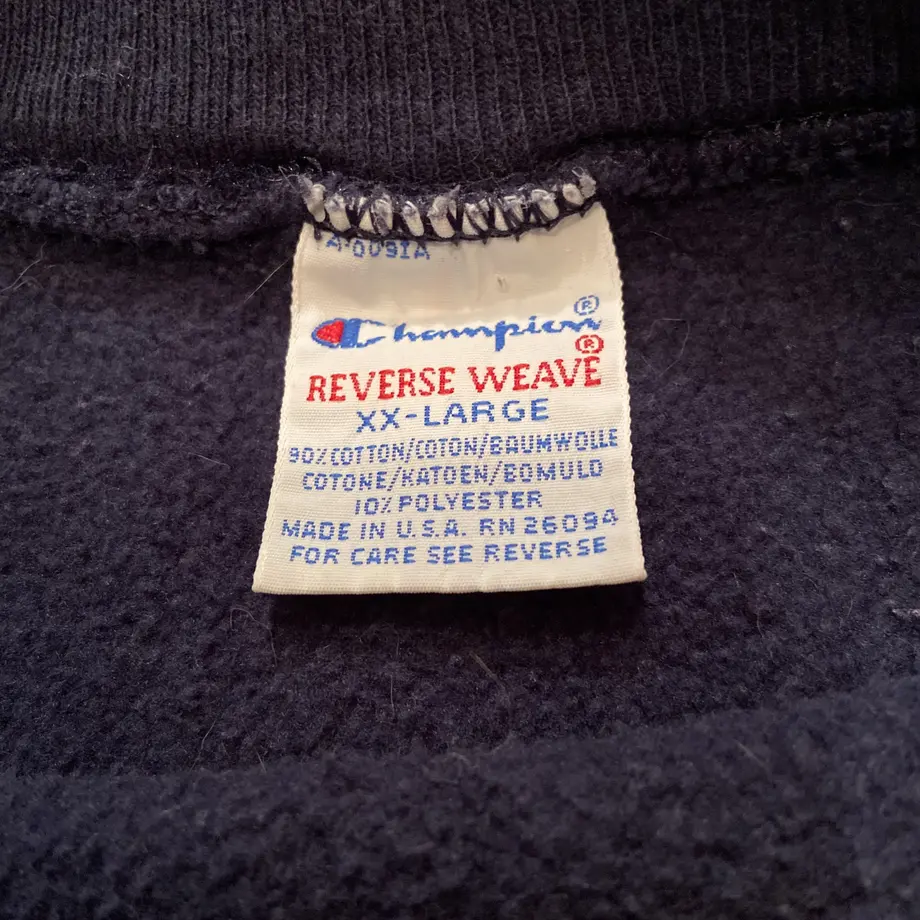 Champion®
REVERSE WEAVE®
XX-LARGE
90% COTTON/COTON/BAUMWOLLE
COTONE/KATOEN/BOMULD
10% POLYESTER
MADE IN U.S.A. RN 26094
FOR CARE SEE REVERSE